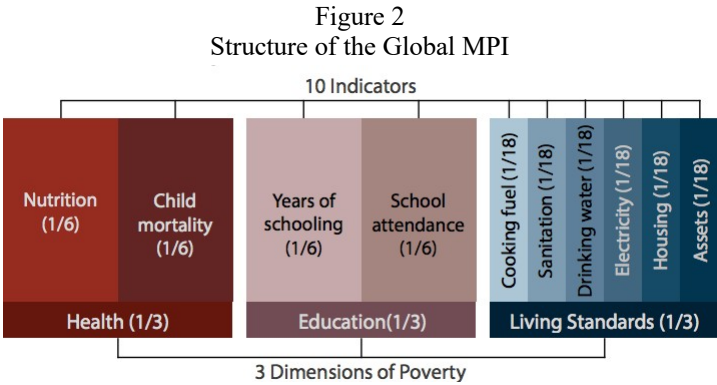 Figure 2
Structure of the Global MPI
10 Indicators
Nutrition
(1/6)
Child
mortality
(1/6)
Years of
schooling
(1/6)
School
attendance
(1/6)
Cooking fuel (1/18)
Sanitation (1/18)
Drinking water (1/18)
Electricity (1/18)
Housing (1/18)
Assets (1/18)
Health (1/3)
Education(1/3)
Living Standards (1/3)
3 Dimensions of Poverty